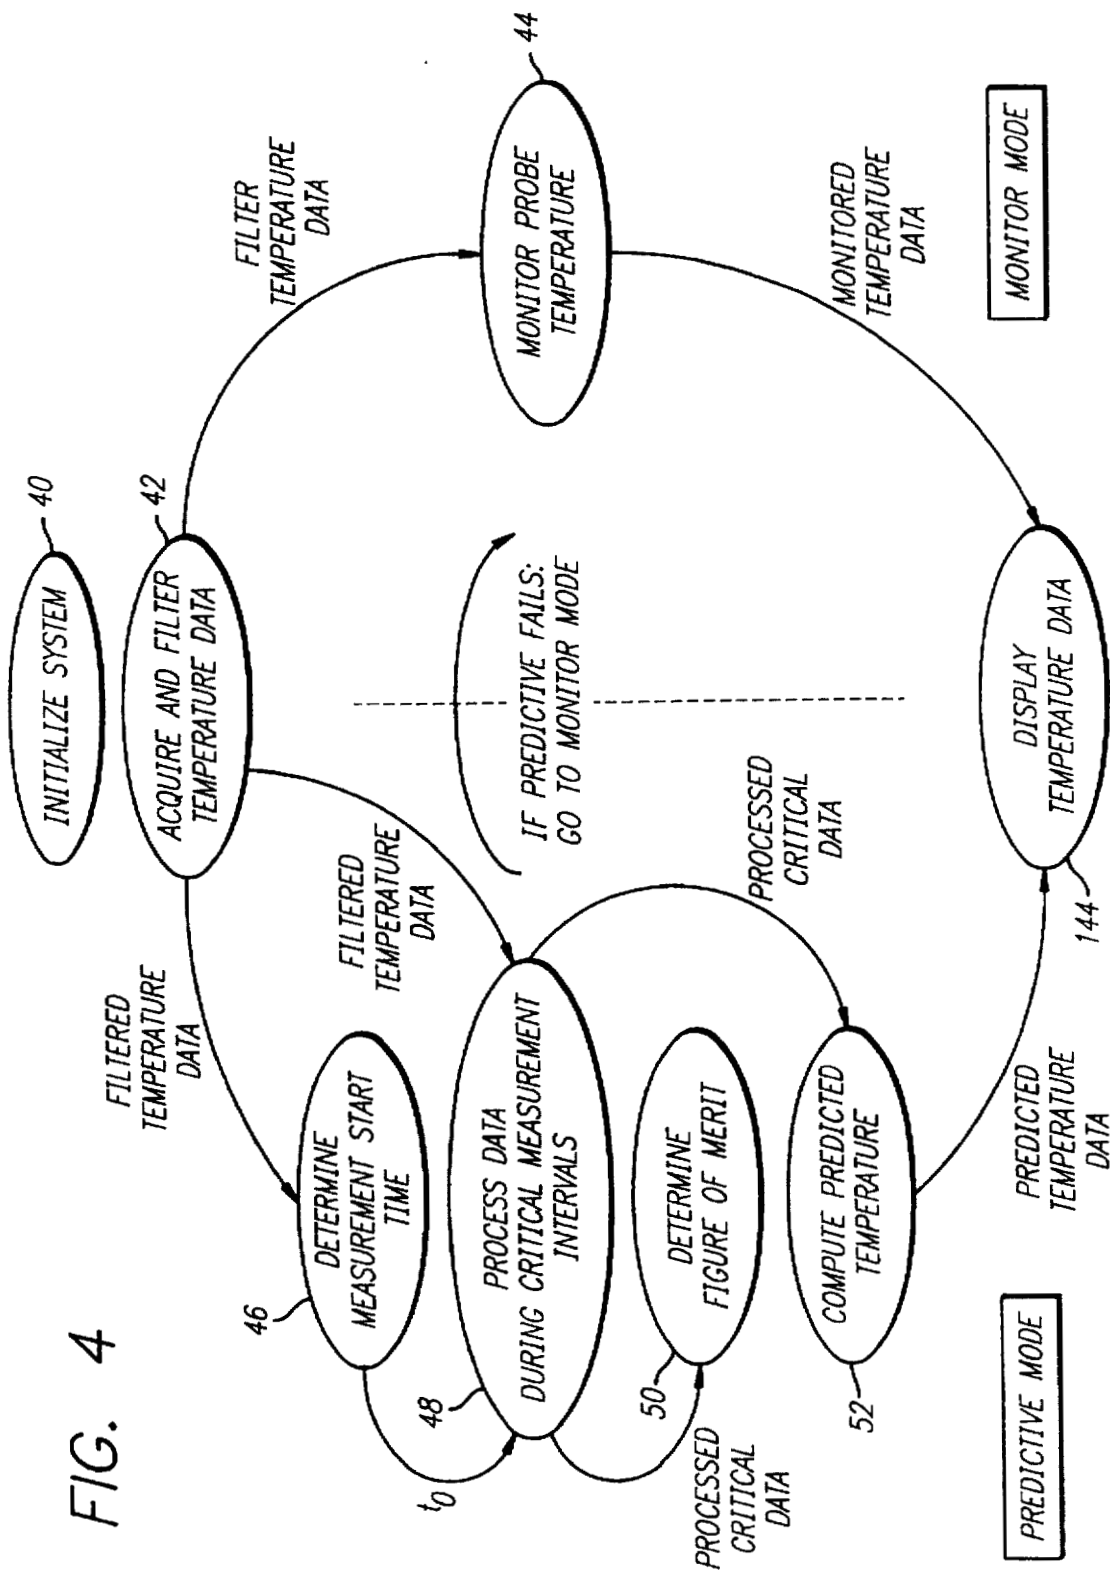 FIG. 4
INITIALIZE SYSTEM
40
ACQUIRE AND FILTER
TEMPERATURE DATA
42
FILTERED
TEMPERATURE
DATA
FILTER
TEMPERATURE
DATA
46
DETERMINE
MEASUREMENT START
TIME
FILTERED
TEMPERATURE
DATA
44
MONITOR PROBE
TEMPERATURE
t0
48
PROCESS DATA
DURING CRITICAL MEASUREMENT
INTERVALS
IF PREDICTIVE FAILS:
GO TO MONITOR MODE
50
DETERMINE
FIGURE OF MERIT
PROCESSED
CRITICAL
DATA
PROCESSED
CRITICAL
DATA
52
COMPUTE PREDICTED
TEMPERATURE
MONITORED
TEMPERATURE
DATA
PREDICTED
TEMPERATURE
DATA
144
DISPLAY
TEMPERATURE DATA
PREDICTIVE MODE
MONITOR MODE